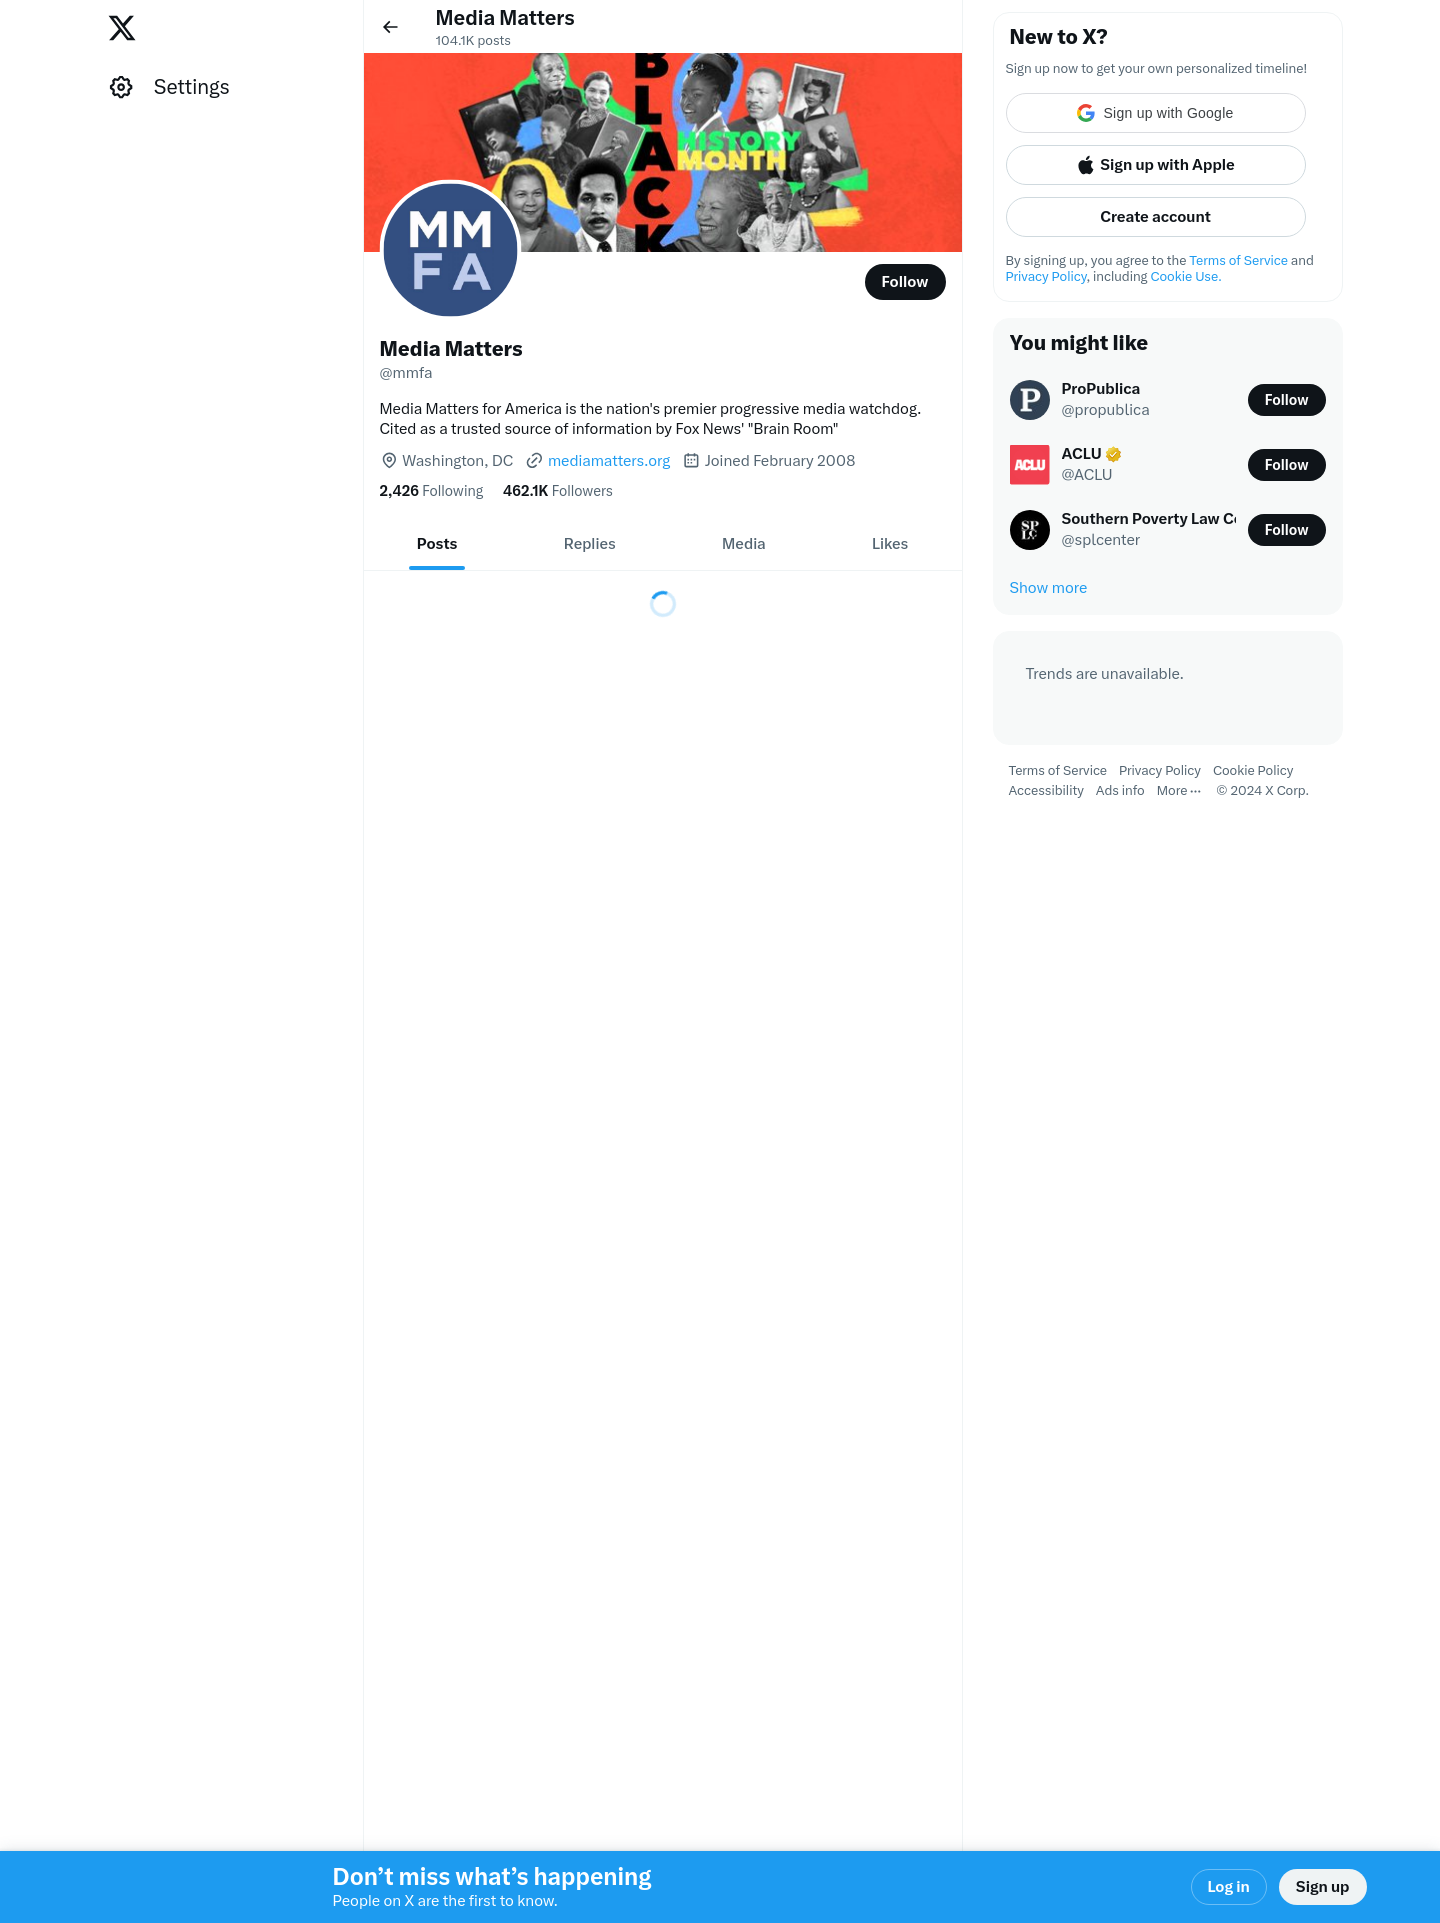 Settings
Media Matters
104.1K posts
BLACK
HISTORY
MONTH
MM
FA
Follow
Media Matters
@mmfa
Media Matters for America is the nation's premier progressive media watchdog.
Cited as a trusted source of information by Fox News' "Brain Room"
Washington, DC mediamatters.org Joined February 2008
2,426 Following 462.1K Followers
Posts Replies Media Likes
New to X?
Sign up now to get your own personalized timeline!
Sign up with Google
Sign up with Apple
Create account
By signing up, you agree to the Terms of Service and
Privacy Policy, including Cookie Use.
You might like
ProPublica
@propublica
Follow
P
ACLU
ACLU
@ACLU
Follow
SP
LC
Southern Poverty Law Ce
@splcenter
Follow
Show more
Trends are unavailable.
Terms of Service Privacy Policy Cookie Policy
Accessibility Ads info More ··· © 2024 X Corp.
Don’t miss what’s happening
People on X are the first to know.
Log in
Sign up